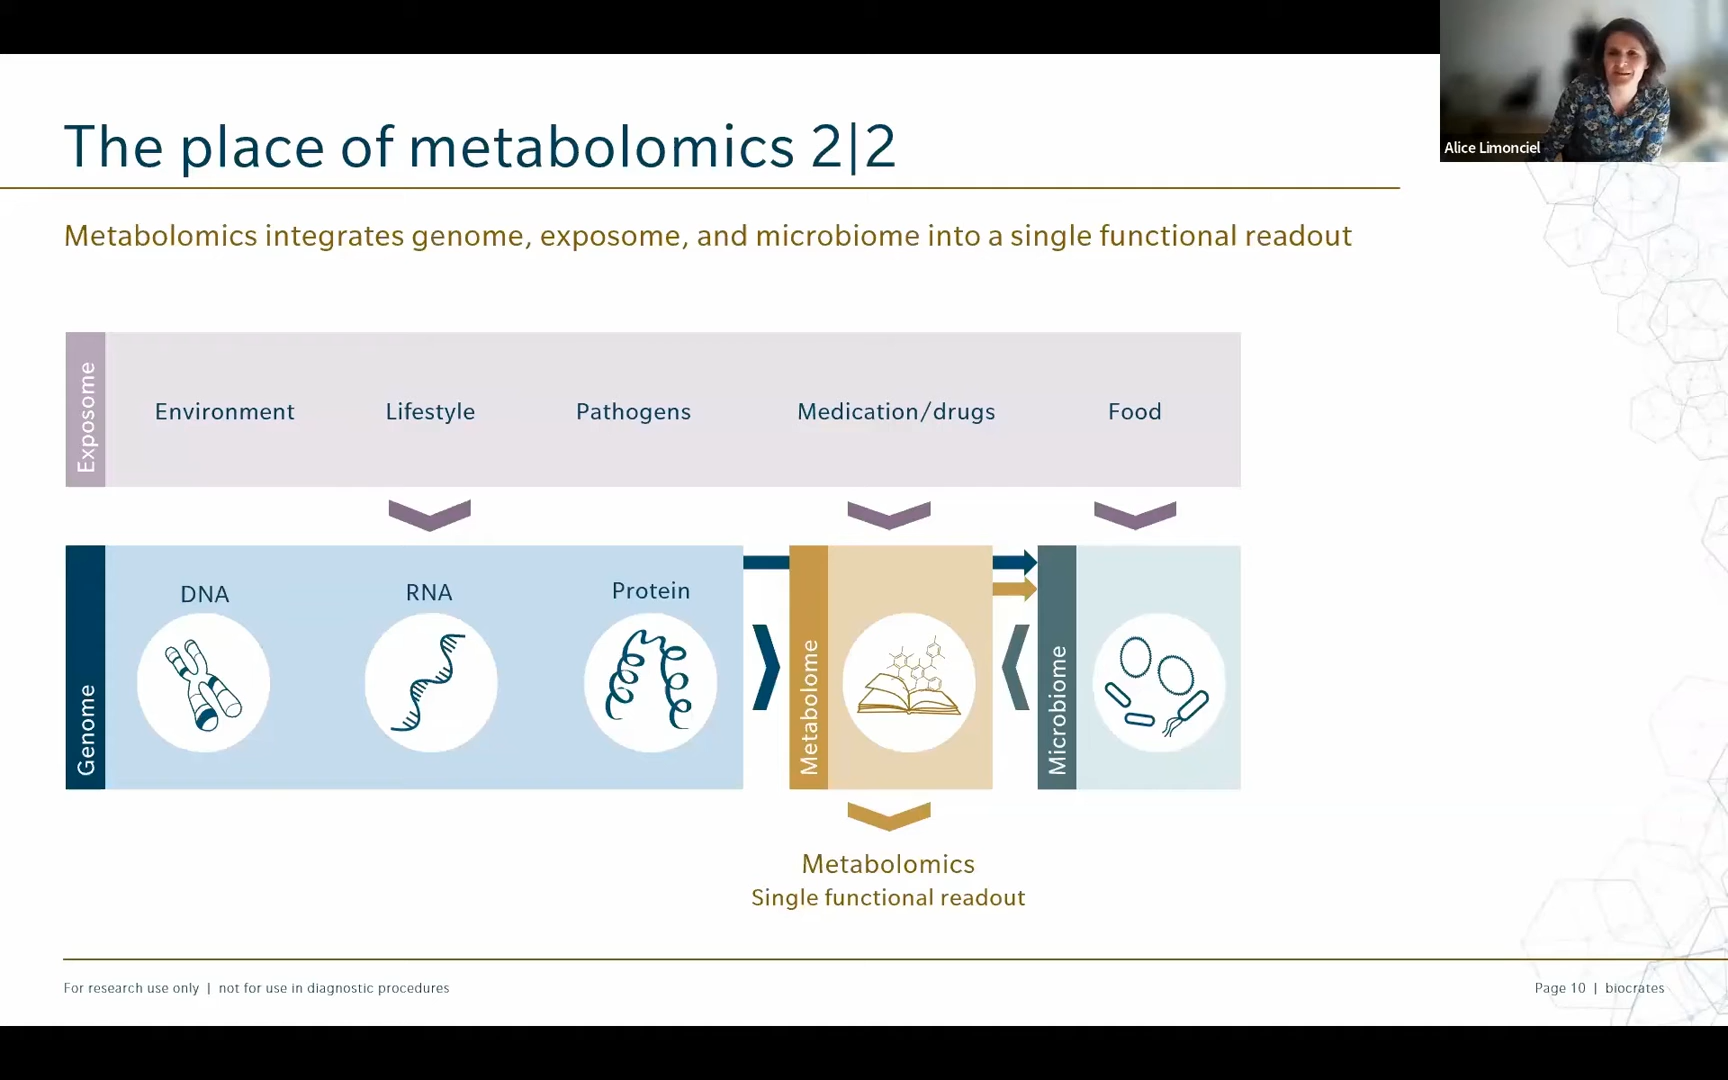 Alice Limonciel
The place of metabolomics 2|2
Metabolomics integrates genome, exposome, and microbiome into a single functional readout
Exposome
Environment
Lifestyle
Pathogens
Medication/drugs
Food
Genome
DNA
RNA
Protein
Metabolome
Microbiome
Metabolomics
Single functional readout
For research use only | not for use in diagnostic procedures
Page 10 | biocrates